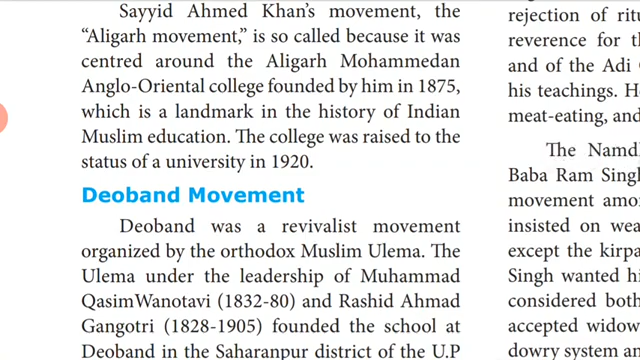 Sayyid Ahmed Khan's movement, the
"Aligarh movement," is so called because it was
centred around the Aligarh Mohammedan
Anglo-Oriental college founded by him in 1875,
which is a landmark in the history of Indian
Muslim education. The college was raised to the
status of a university in 1920.
Deoband Movement
Deoband was a revivalist movement
organized by the orthodox Muslim Ulema. The
Ulema under the leadership of Muhammad
QasimWanotavi (1832-80) and Rashid Ahmad
Gangotri (1828-1905) founded the school at
Deoband in the Saharanpur district of the U.P
rejection of ritu
reverence for th
and of the Adi
his teachings. H
meat-eating, and
The Namdh
Baba Ram Singh
movement amo
insisted on wea
except the kirpa
Singh wanted hi
considered both
accepted widow
dowry system an